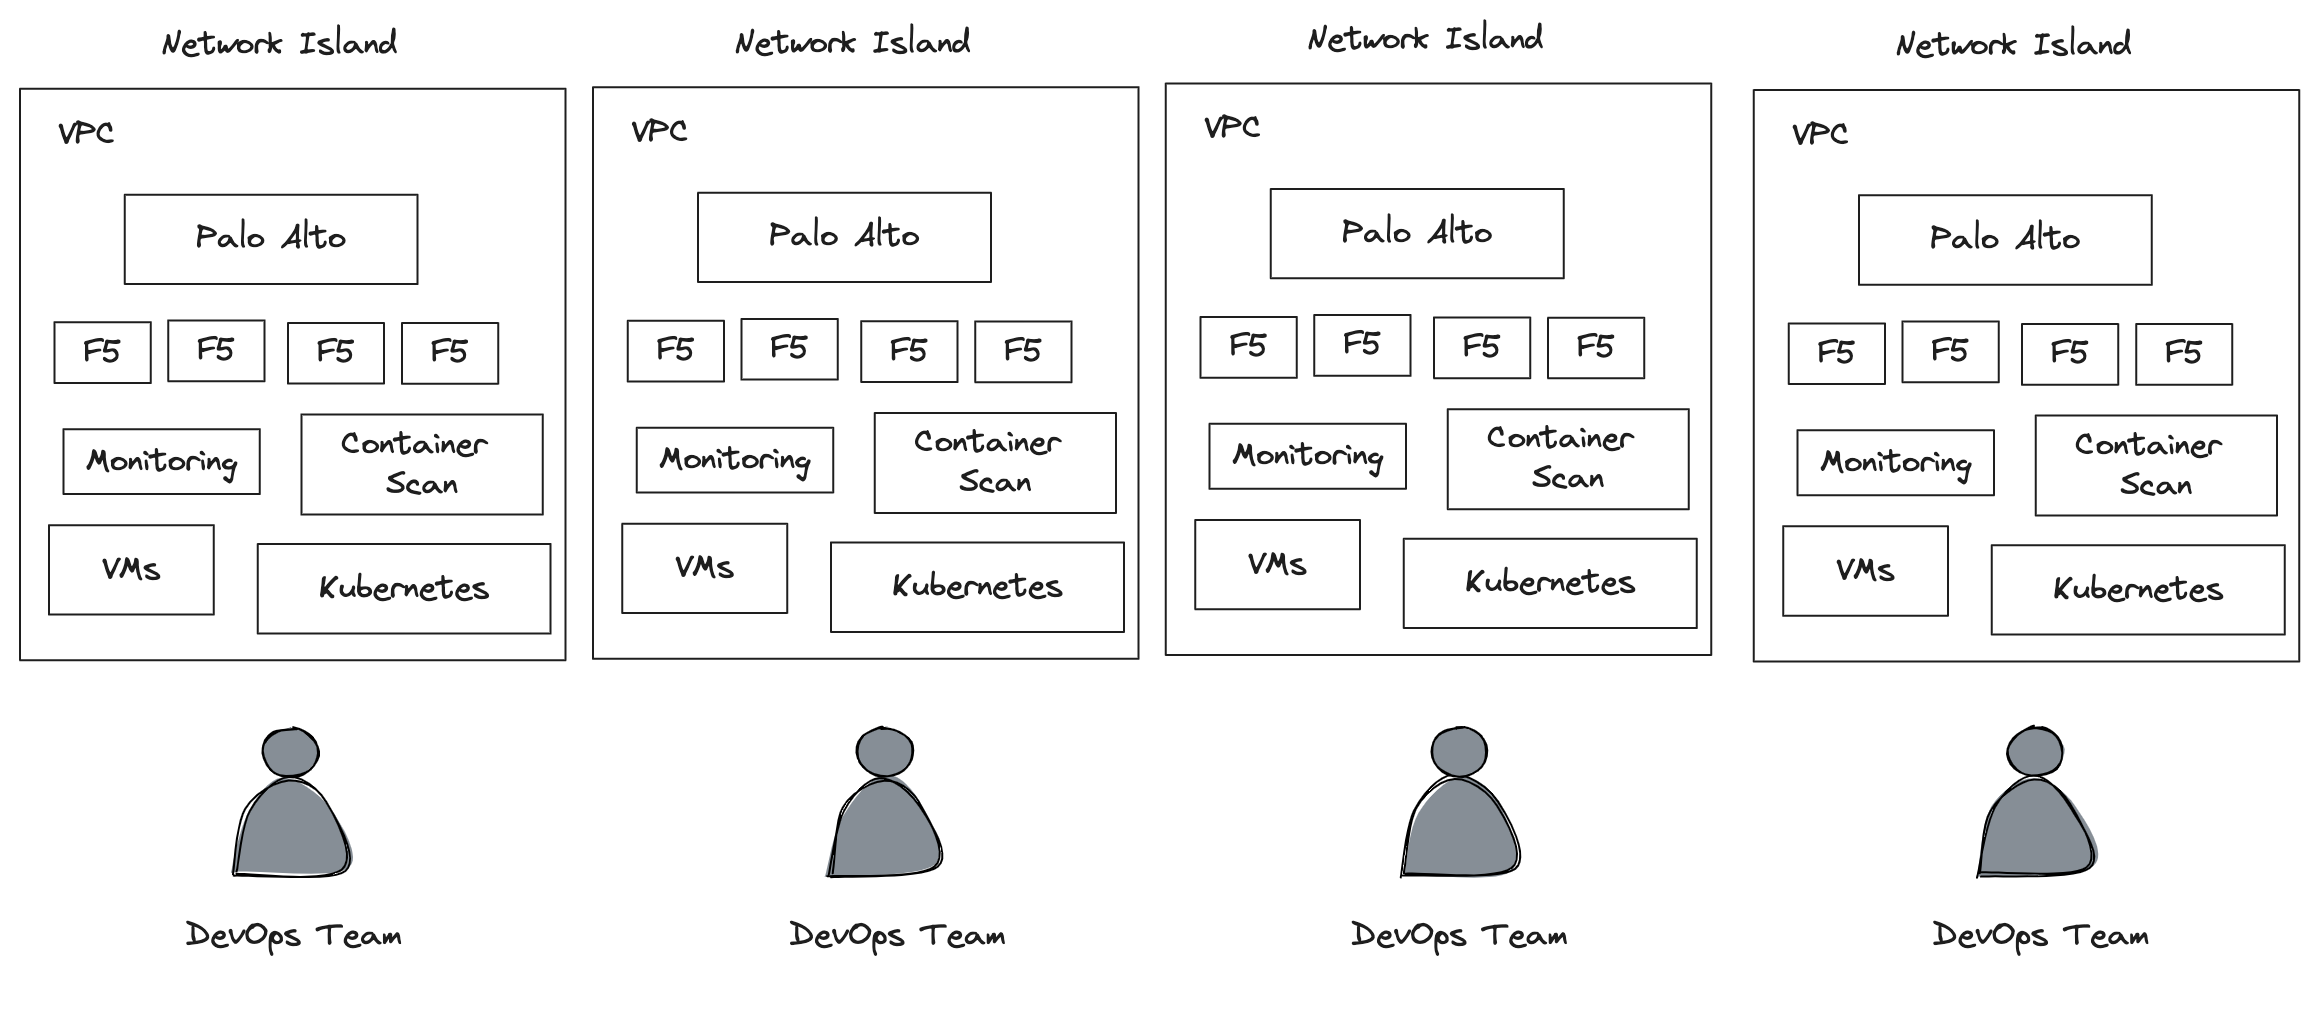 Network Island
VPC
Palo Alto
F5
F5
F5
F5
Monitoring
Container
Scan
VMs
Kubernetes
DevOps Team
Network Island
VPC
Palo Alto
F5
F5
F5
F5
Monitoring
Container
Scan
VMs
Kubernetes
DevOps Team
Network Island
VPC
Palo Alto
F5
F5
F5
F5
Monitoring
Container
Scan
VMs
Kubernetes
DevOps Team
Network Island
VPC
Palo Alto
F5
F5
F5
F5
Monitoring
Container
Scan
VMs
Kubernetes
DevOps Team